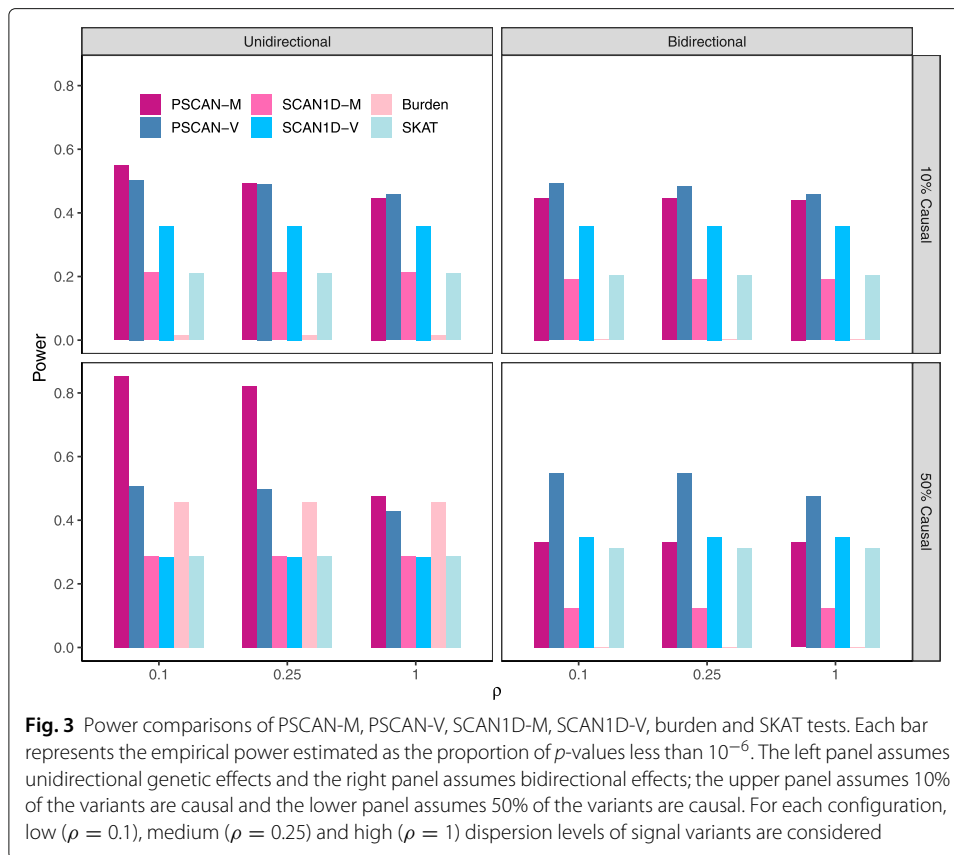 Unidirectional
Bidirectional
PSCAN-M SCAN1D-M Burden
PSCAN-V SCAN1D-V SKAT
0.8
0.6
0.4
0.2
0.0
10% Causal
Power
0.8
0.6
0.4
0.2
0.0
50% Causal
0.1 0.25 1 0.1 0.25 1
ρ
Fig. 3 Power comparisons of PSCAN-M, PSCAN-V, SCAN1D-M, SCAN1D-V, burden and SKAT tests. Each bar
represents the empirical power estimated as the proportion of p-values less than 10⁻⁶. The left panel assumes
unidirectional genetic effects and the right panel assumes bidirectional effects; the upper panel assumes 10%
of the variants are causal and the lower panel assumes 50% of the variants are causal. For each configuration,
low (ρ = 0.1), medium (ρ = 0.25) and high (ρ = 1) dispersion levels of signal variants are considered